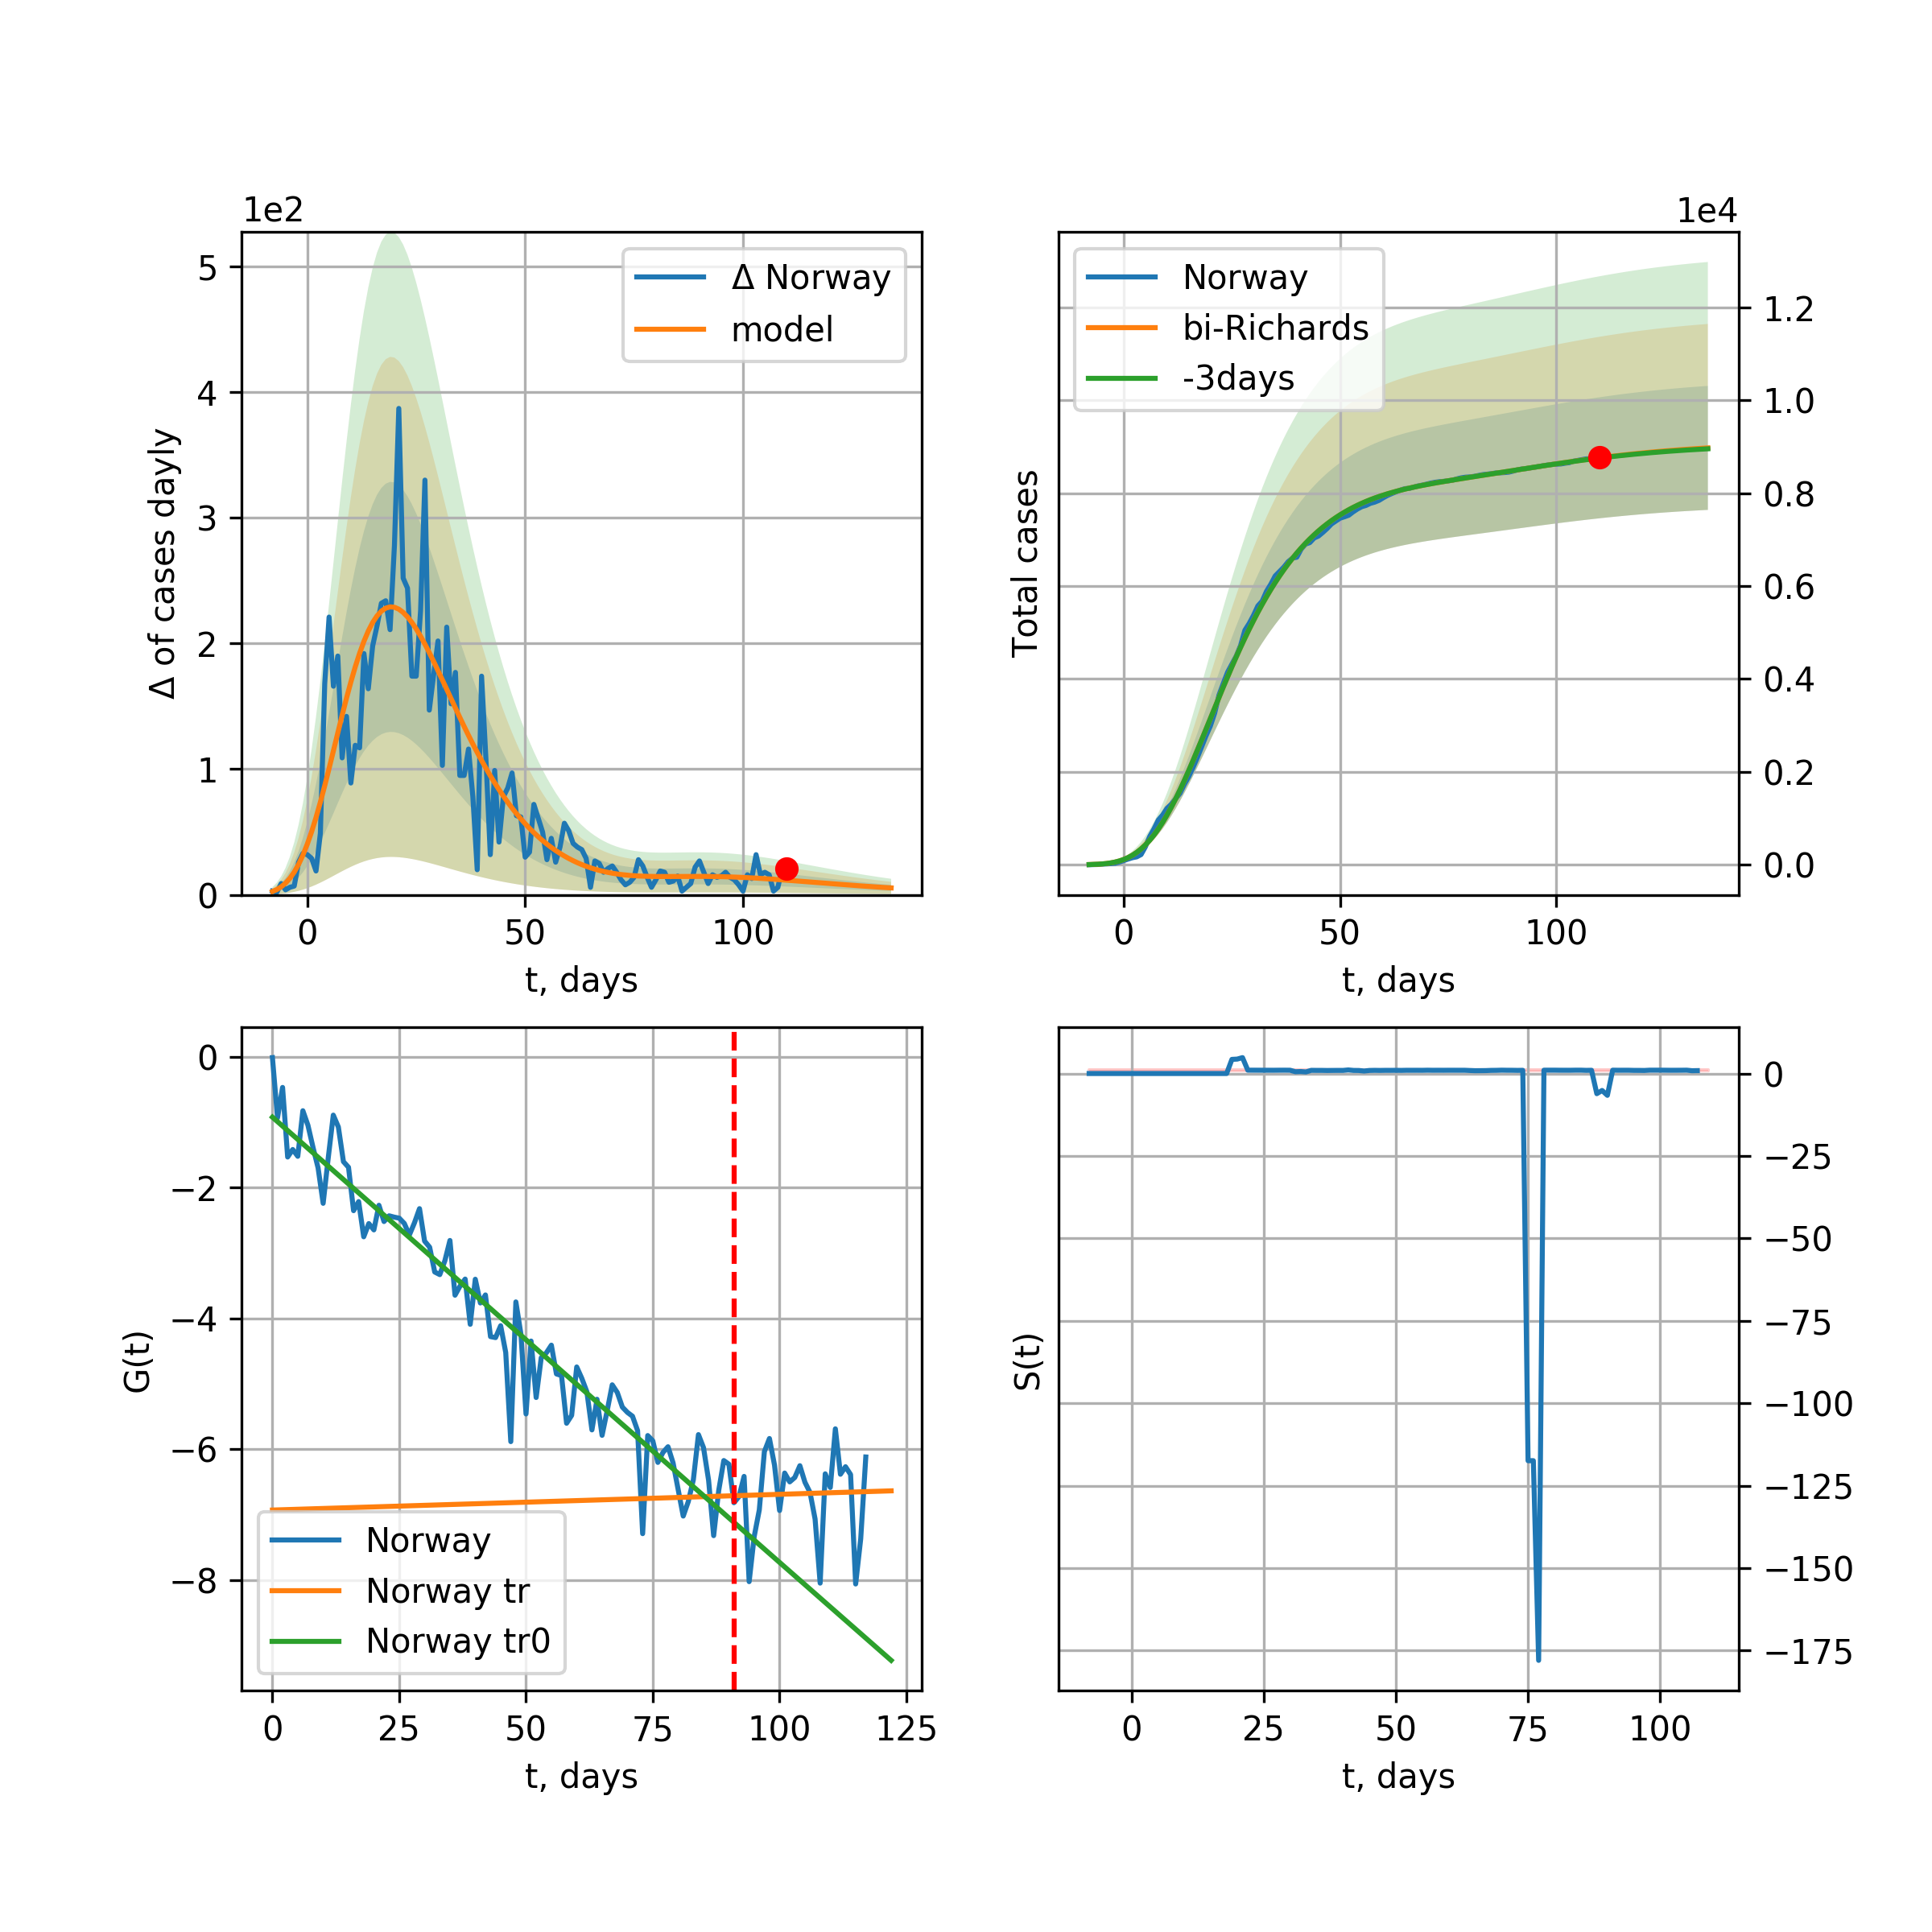 1e2
5
4
3
2
1
0
Δ of cases dayly
Δ Norway
model
0 50 100
t, days
1e4
1.2
1.0
0.8
0.6
0.4
0.2
0.0
Total cases
Norway
bi-Richards
-3days
0 50 100
t, days
0
−2
−4
−6
−8
G(t)
Norway
Norway tr
Norway tr0
0 25 50 75 100 125
t, days
0
−25
−50
−75
−100
−125
−150
−175
S(t)
0 25 50 75 100
t, days